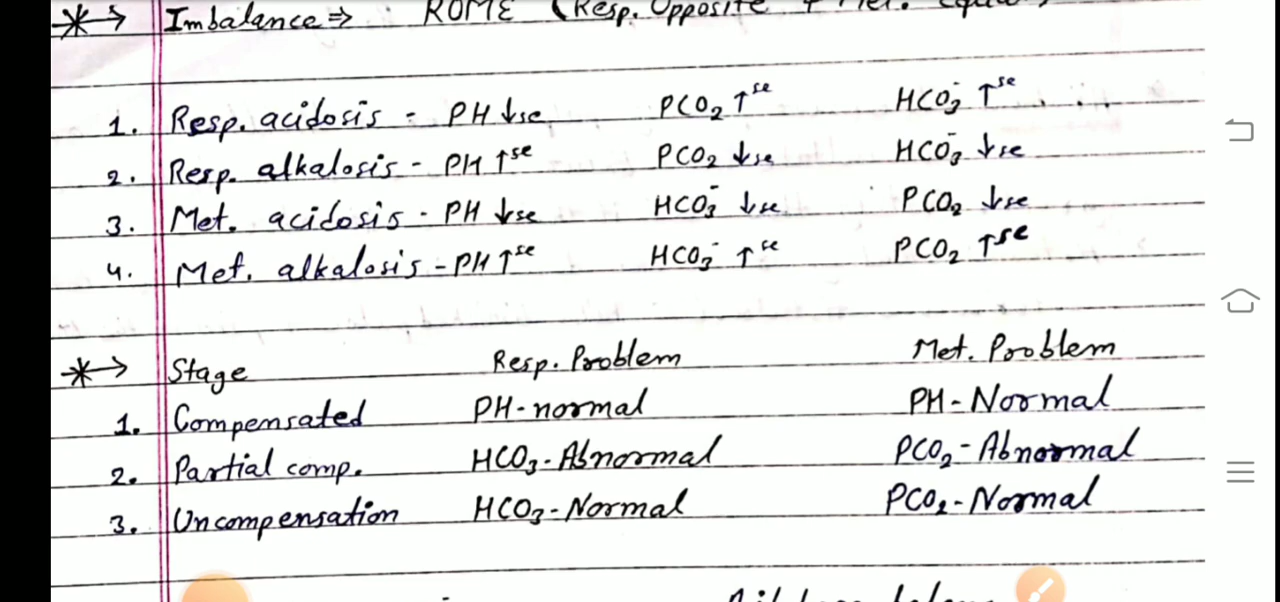 * → Imbalance ⇒ ROME (Resp. Opposite + Met. Equal)
1. Resp. acidosis - PH ↓se PCO₂ ↑se HCO₃⁻ ↑se
2. Resp. alkalosis - PH ↑se PCO₂ ↓se HCO₃⁻ ↓se
3. Met. acidosis - PH ↓se HCO₃⁻ ↓se PCO₂ ↓se
4. Met. alkalosis - PH ↑se HCO₃⁻ ↑se PCO₂ ↑se
* → Stage Resp. Problem Met. Problem
1. Compensated PH - normal PH - Normal
2. Partial comp. HCO₃ - Abnormal PCO₂ - Abnormal
3. Uncompensation HCO₃ - Normal PCO₂ - Normal